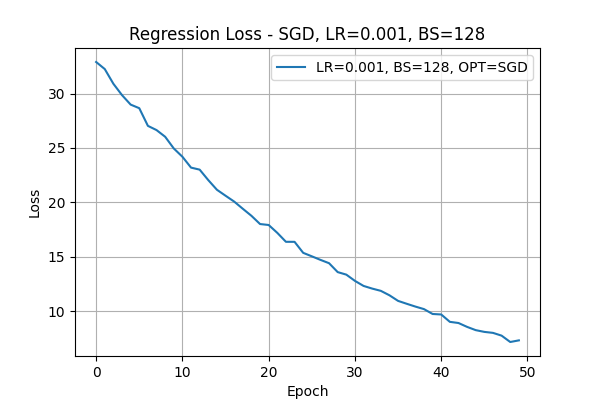 Regression Loss - SGD, LR=0.001, BS=128
LR=0.001, BS=128, OPT=SGD
Loss
30
25
20
15
10
0 10 20 30 40 50
Epoch